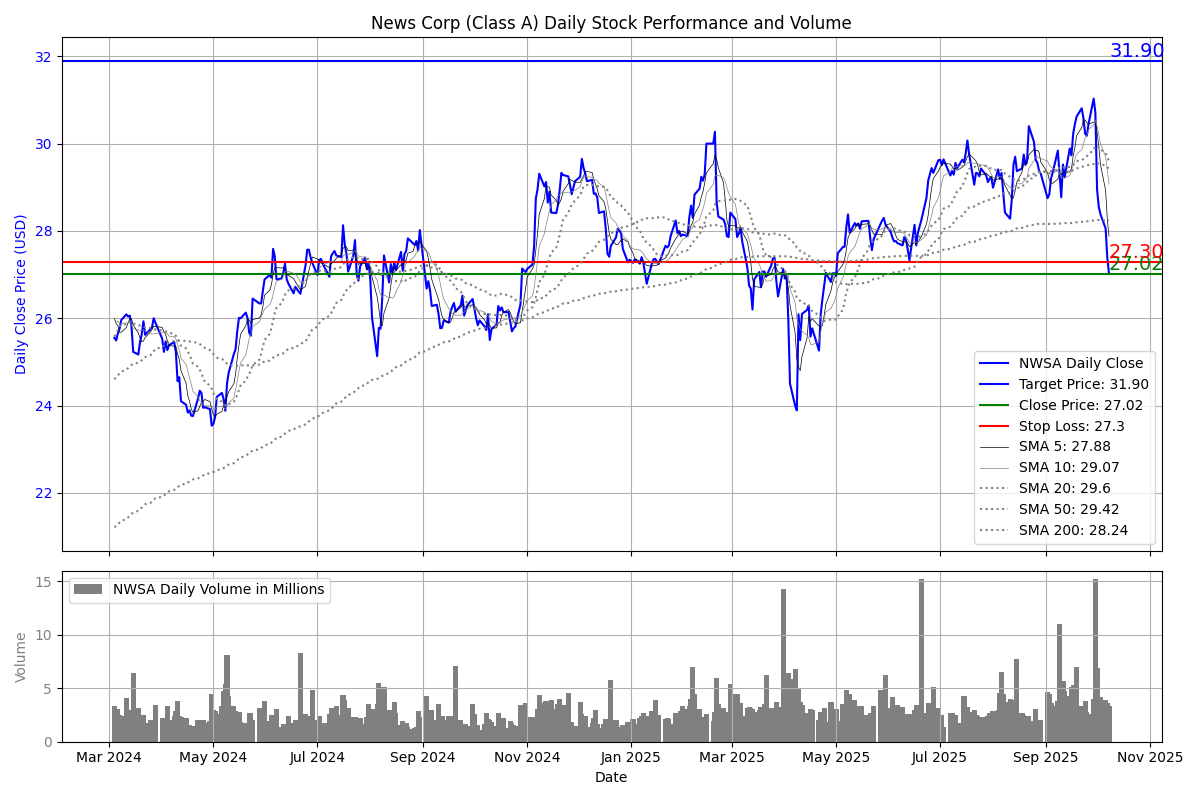 News Corp (Class A) Daily Stock Performance and Volume
32
30
28
26
24
22
Daily Close Price (USD)
31.90
27.30
27.02
NWSA Daily Close
Target Price: 31.90
Close Price: 27.02
Stop Loss: 27.3
SMA 5: 27.88
SMA 10: 29.07
SMA 20: 29.6
SMA 50: 29.42
SMA 200: 28.24
15
10
5
0
Volume
NWSA Daily Volume in Millions
Mar 2024 May 2024 Jul 2024 Sep 2024 Nov 2024 Jan 2025 Mar 2025 May 2025 Jul 2025 Sep 2025 Nov 2025
Date